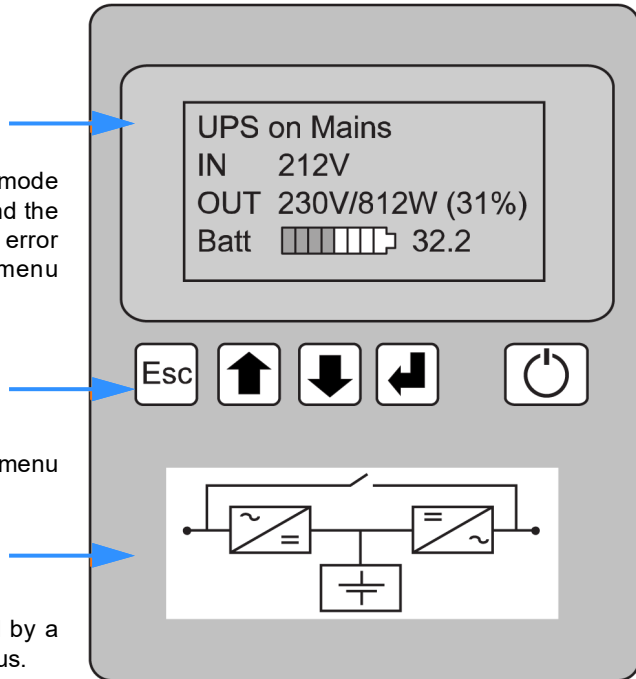 UPS on Mains
IN 212V
OUT 230V/812W (31%)
Batt 32.2
mode
nd the
error
menu
Esc
menu
by a
us.